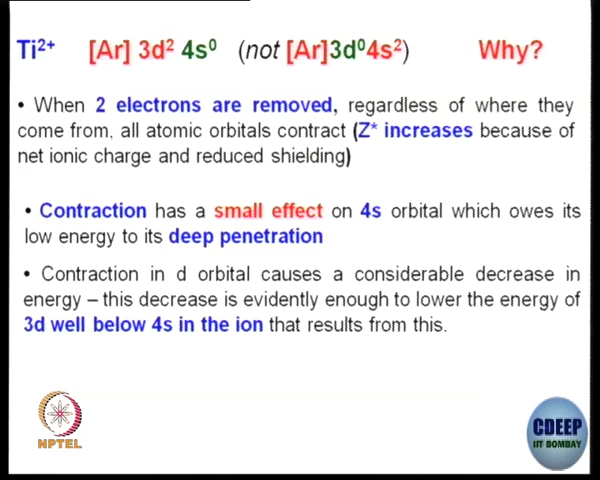 Ti²⁺ [Ar] 3d² 4s⁰ (not [Ar]3d⁰4s²) Why?
• When 2 electrons are removed, regardless of where they
come from, all atomic orbitals contract (Z* increases because of
net ionic charge and reduced shielding)
• Contraction has a small effect on 4s orbital which owes its
low energy to its deep penetration
• Contraction in d orbital causes a considerable decrease in
energy – this decrease is evidently enough to lower the energy of
3d well below 4s in the ion that results from this.
NPTEL
CDEEP
IIT BOMBAY